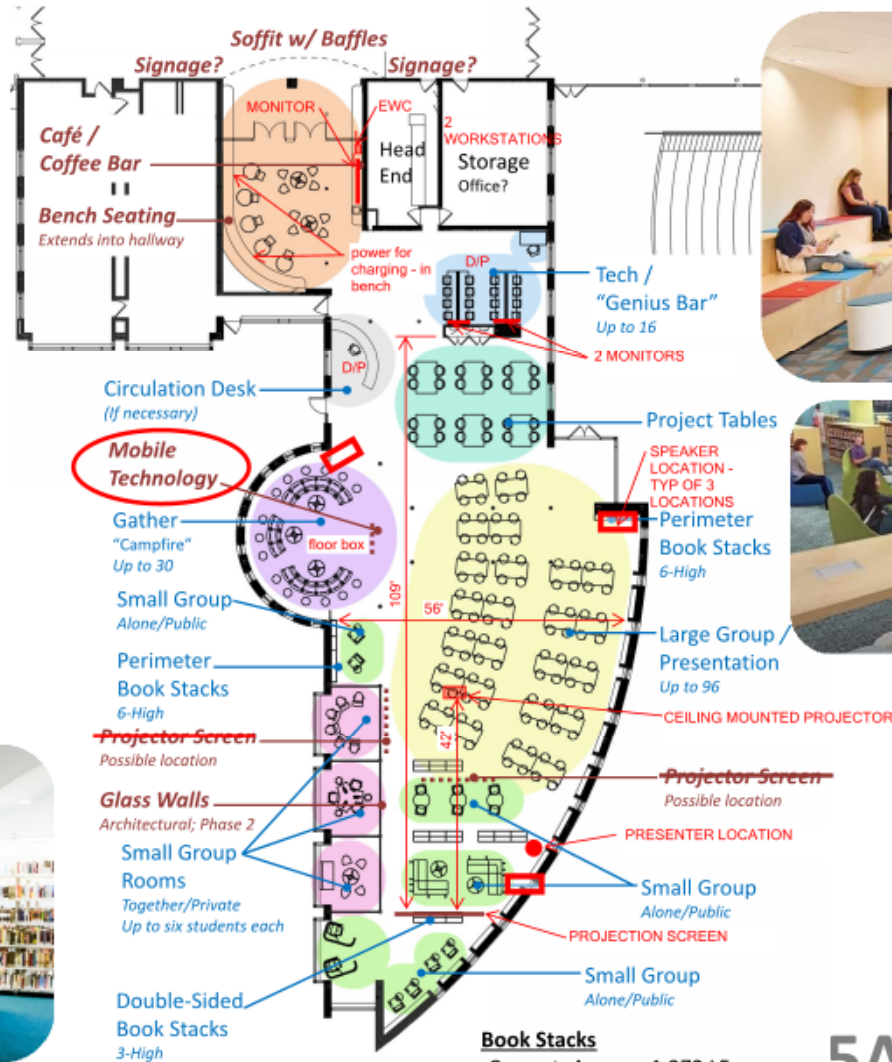 Soffit w/ Baffles
Signage?
Signage?
MONITOR
EWC
2
WORKSTATIONS
Café /
Coffee Bar
Head
End
Storage
Office?
Bench Seating
Extends into hallway
power for
charging - in
bench
D/P
Tech /
“Genius Bar”
Up to 16
2 MONITORS
D/P
Circulation Desk
(If necessary)
Project Tables
Mobile
Technology
SPEAKER
LOCATION -
TYP OF 3
LOCATIONS
Gather
“Campfire”
Up to 30
floor box
Perimeter
Book Stacks
6-High
109'
56'
Small Group
Alone/Public
Large Group /
Presentation
Up to 96
Perimeter
Book Stacks
6-High
CEILING MOUNTED PROJECTOR
42'
Projector Screen
Possible location
Projector Screen
Possible location
Glass Walls
Architectural; Phase 2
PRESENTER LOCATION
Small Group
Rooms
Together/Private
Up to six students each
Small Group
Alone/Public
PROJECTION SCREEN
Small Group
Alone/Public
Double-Sided
Book Stacks
3-High
Book Stacks